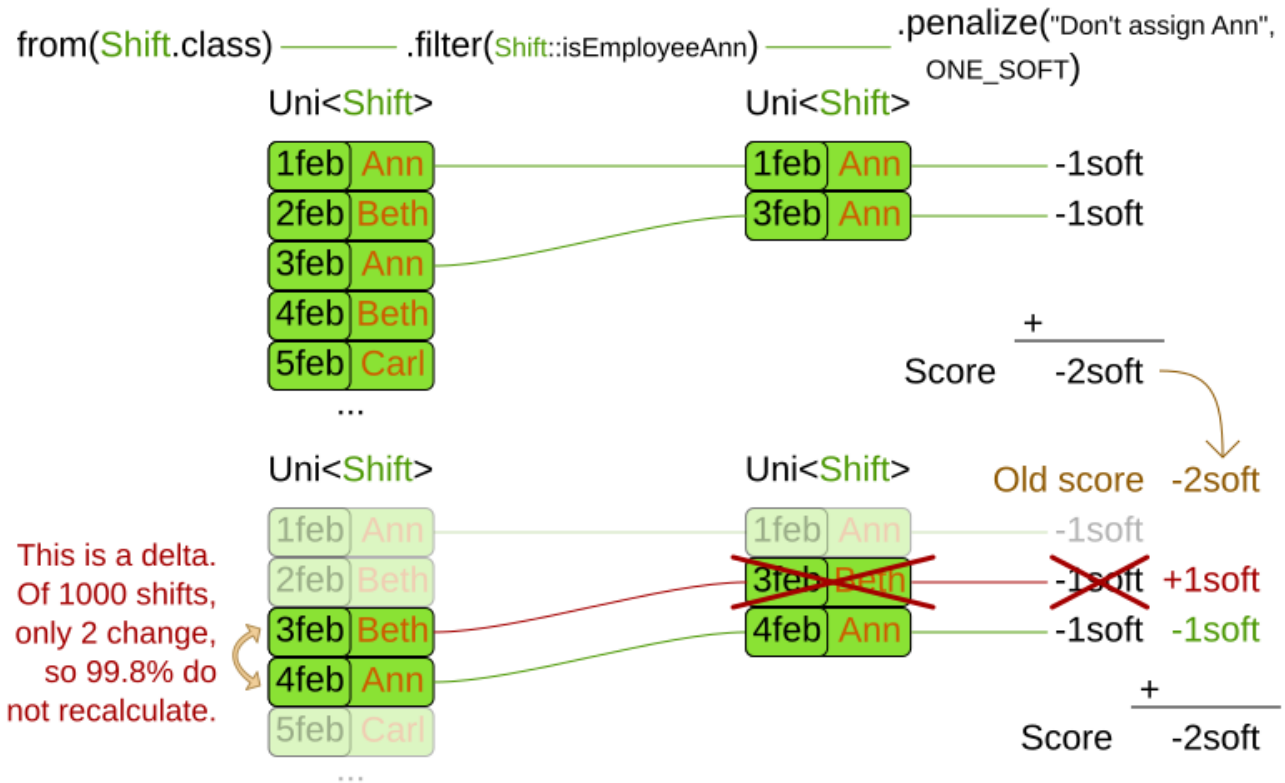 from(Shift.class) .filter(Shift::isEmployeeAnn) .penalize("Don't assign Ann",
ONE_SOFT)
Uni<Shift> Uni<Shift>
1feb Ann 1feb Ann -1soft
2feb Beth 3feb Ann -1soft
3feb Ann
4feb Beth
+
5feb Carl
Score -2soft
...
Uni<Shift> Uni<Shift>
Old score -2soft
1feb Ann 1feb Ann -1soft
This is a delta.
Of 1000 shifts,
only 2 change,
so 99.8% do
not recalculate.
2feb Beth 3feb Beth -1soft +1soft
3feb Beth 4feb Ann -1soft -1soft
4feb Ann
+
5feb Carl
Score -2soft
...